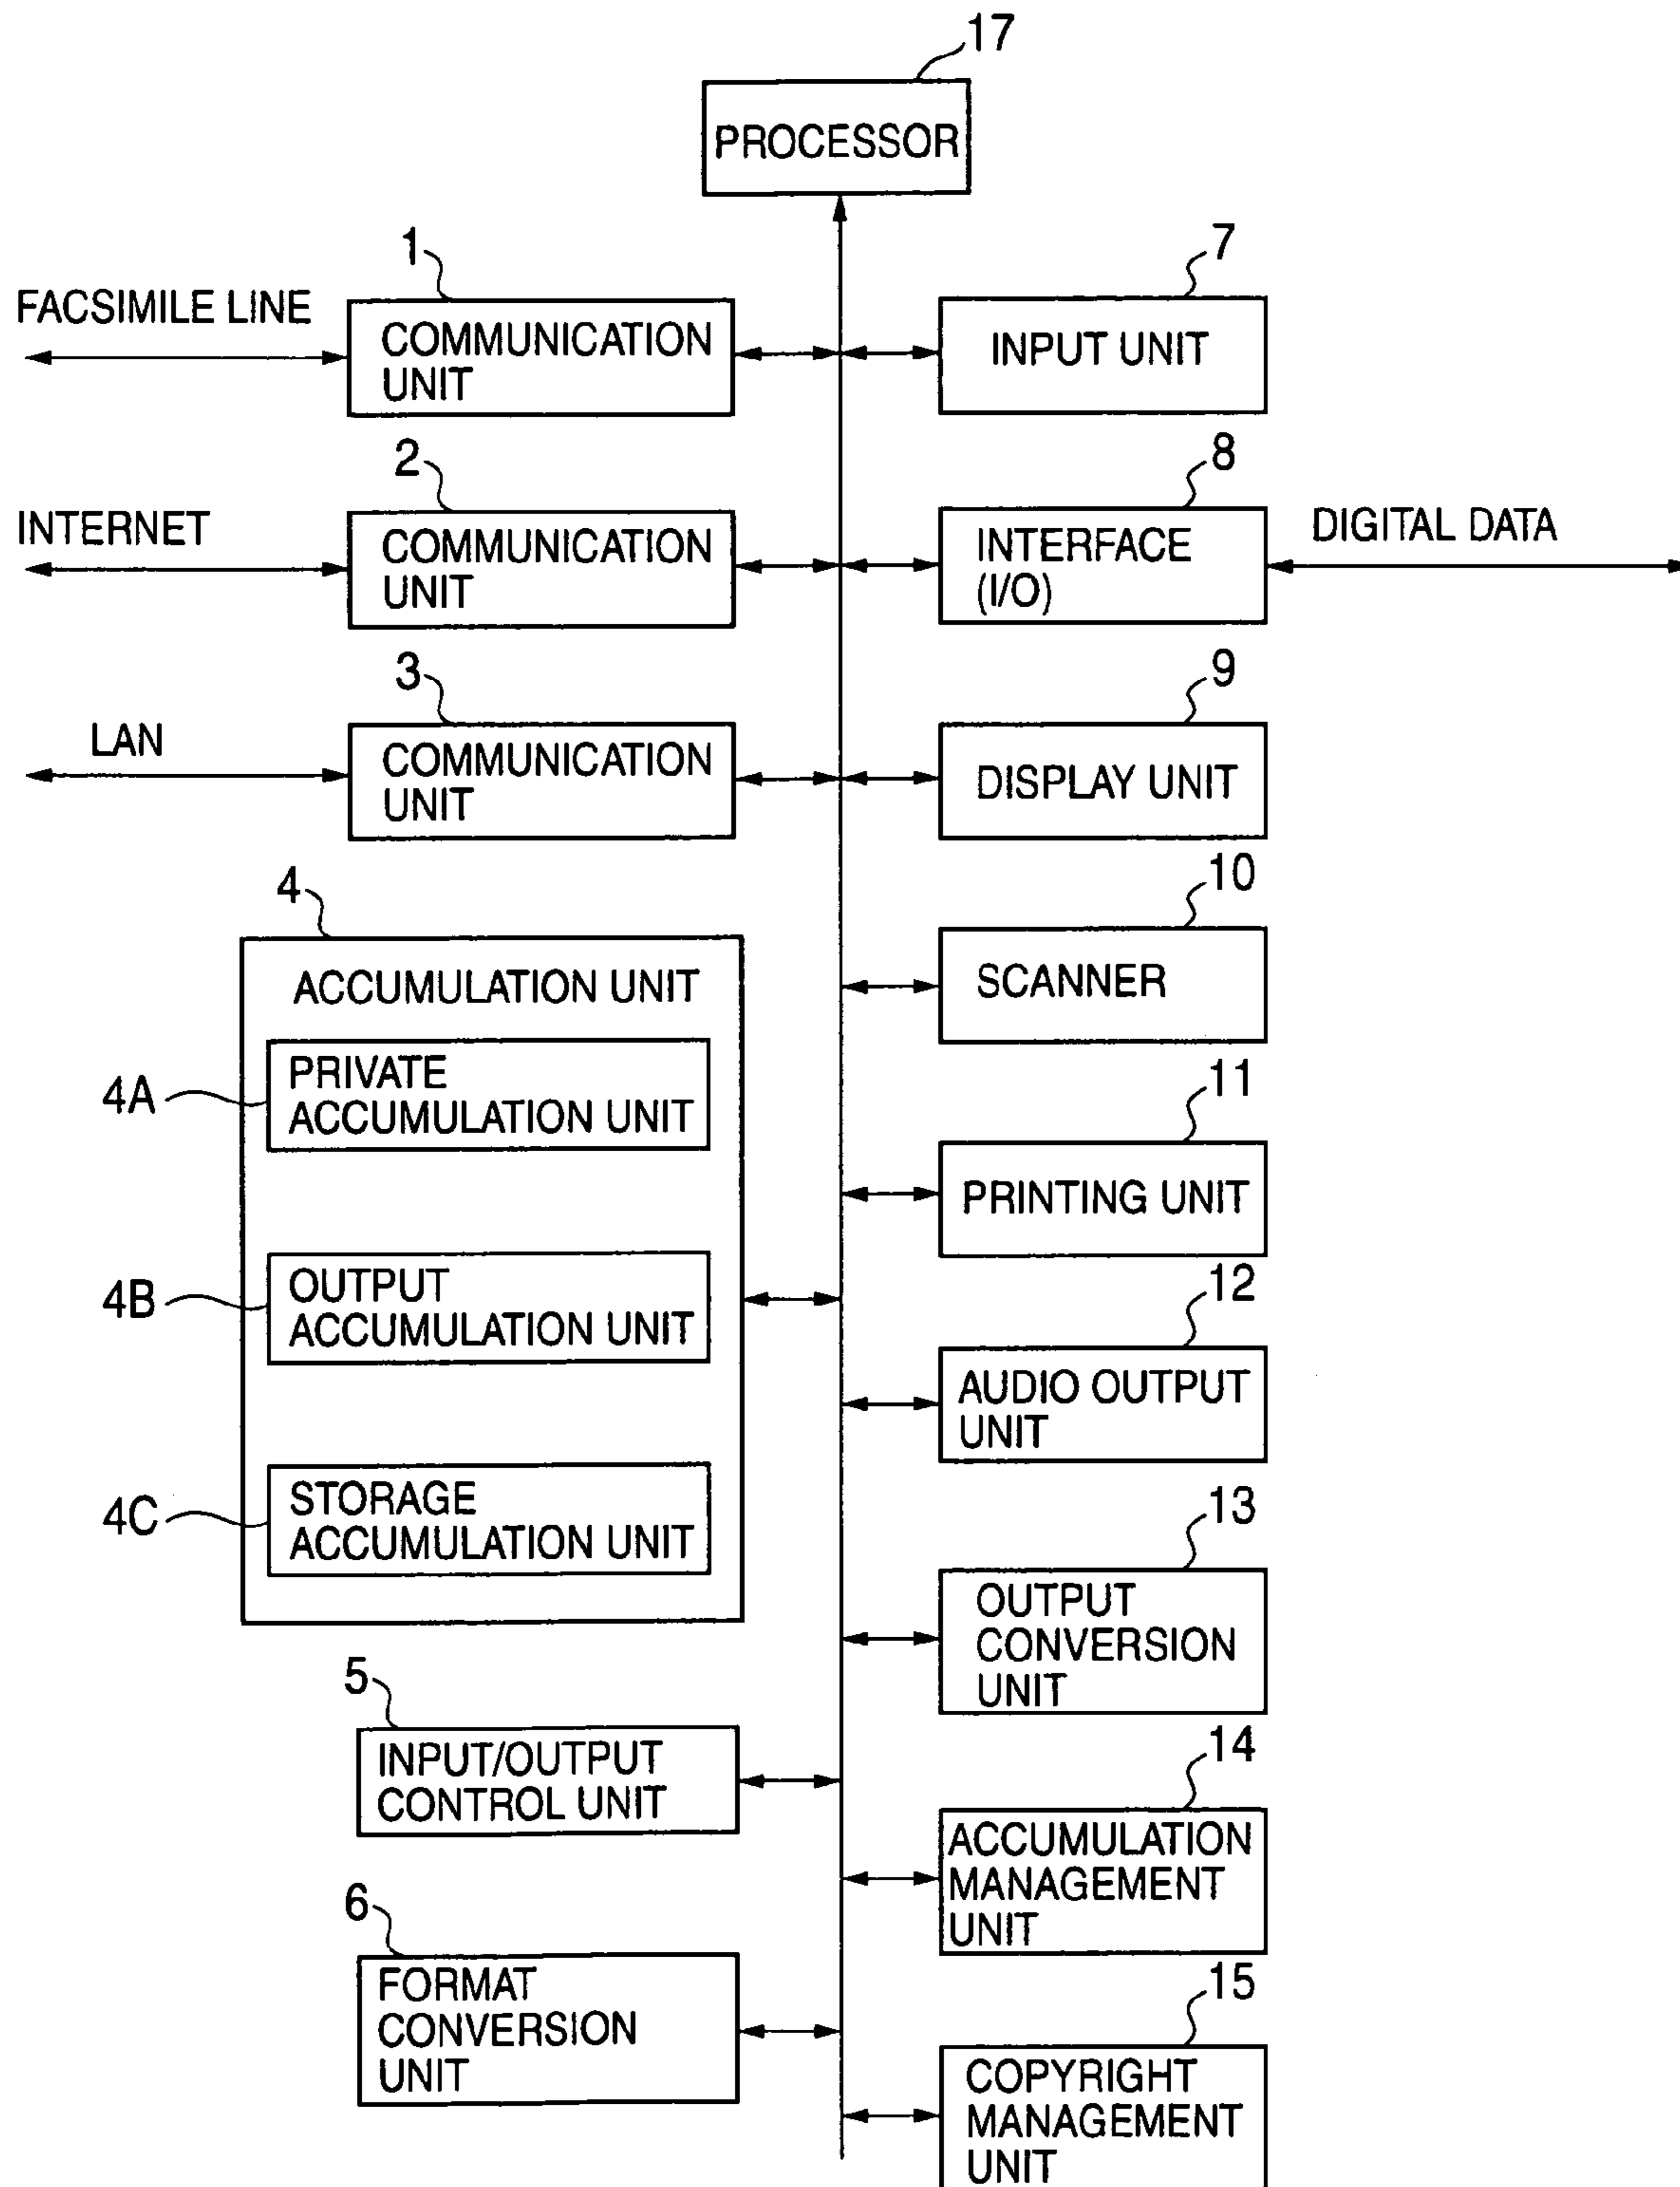 17
PROCESSOR
1
FACSIMILE LINE
COMMUNICATION
UNIT
7
INPUT UNIT
2
INTERNET
COMMUNICATION
UNIT
8
INTERFACE
(I/O)
DIGITAL DATA
3
LAN
COMMUNICATION
UNIT
9
DISPLAY UNIT
4
ACCUMULATION UNIT
4A
PRIVATE
ACCUMULATION UNIT
4B
OUTPUT
ACCUMULATION UNIT
4C
STORAGE
ACCUMULATION UNIT
10
SCANNER
11
PRINTING UNIT
12
AUDIO OUTPUT
UNIT
13
OUTPUT
CONVERSION
UNIT
5
INPUT/OUTPUT
CONTROL UNIT
14
ACCUMULATION
MANAGEMENT
UNIT
6
FORMAT
CONVERSION
UNIT
15
COPYRIGHT
MANAGEMENT
UNIT